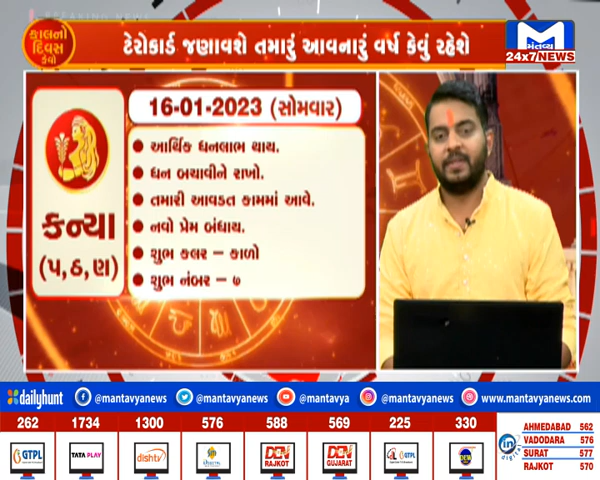 કાલનો
દિવસ
કેવો
ટેરોકાર્ડ જણાવશે તમારું આવનારું વર્ષ કેવું રહેશે
મંતવ્ય
24x7NEWS
16-01-2023 (સોમવાર)
આર્થિક ધનલાભ થાય.
ધન બચાવીને રાખો.
તમારી આવડત કામમાં આવે.
નવો પ્રેમ બંધાય.
શુભ કલર – કાળો
શુભ નંબર – ૭
કન્યા
(પ,ઠ,ણ)
dailyhunt @mantavyanews @mantavyanews @mantavyanews @mantavyanews www.mantavyanews.com
262 1734 1300 576 588 569 225 330
GTPL TATA PLAY dishtv DEN RAJKOT DEN GUJARAT GTPL
in digital
AHMEDABAD 562
VADODARA 576
SURAT 577
RAJKOT 570